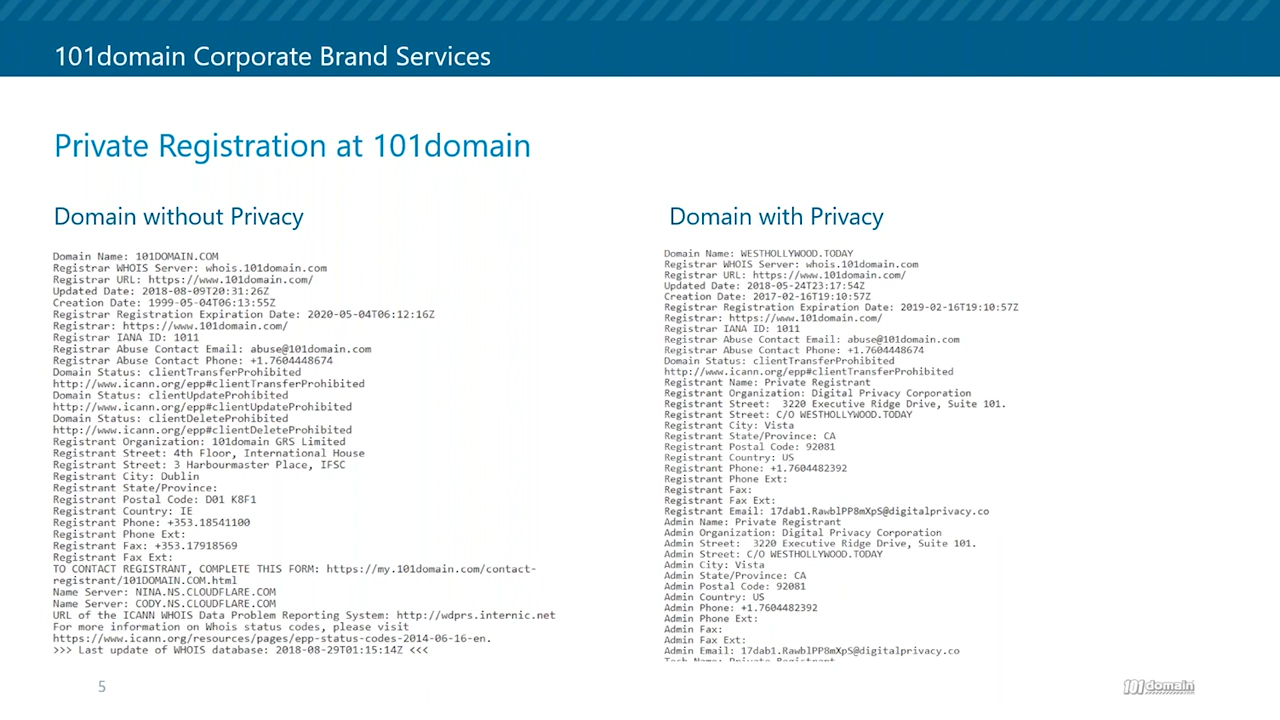 101domain Corporate Brand Services
Private Registration at 101domain
Domain without Privacy
Domain Name: 101DOMAIN.COM
Registrar WHOIS Server: whois.101domain.com
Registrar URL: https://www.101domain.com/
Updated Date: 2018-08-09T20:31:26Z
Creation Date: 1999-05-04T06:13:55Z
Registrar Registration Expiration Date: 2020-05-04T06:12:16Z
Registrar: https://www.101domain.com/
Registrar IANA ID: 1011
Registrar Abuse Contact Email: abuse@101domain.com
Registrar Abuse Contact Phone: +1.7604448674
Domain Status: clientTransferProhibited
http://www.icann.org/epp#clientTransferProhibited
Domain Status: clientUpdateProhibited
http://www.icann.org/epp#clientUpdateProhibited
Domain Status: clientDeleteProhibited
http://www.icann.org/epp#clientDeleteProhibited
Registrant Organization: 101domain GRS Limited
Registrant Street: 4th Floor, International House
Registrant Street: 3 Harbourmaster Place, IFSC
Registrant City: Dublin
Registrant State/Province:
Registrant Postal Code: D01 K8F1
Registrant Country: IE
Registrant Phone: +353.18541100
Registrant Phone Ext:
Registrant Fax: +353.17918569
Registrant Fax Ext:
TO CONTACT REGISTRANT, COMPLETE THIS FORM: https://my.101domain.com/contact-
registrant/101DOMAIN.COM.html
Name Server: NINA.NS.CLOUDFLARE.COM
Name Server: CODY.NS.CLOUDFLARE.COM
URL of the ICANN WHOIS Data Problem Reporting System: http://wdprs.internic.net
For more information on Whois status codes, please visit
https://www.icann.org/resources/pages/epp-status-codes-2014-06-16-en.
>>> Last update of WHOIS database: 2018-08-29T01:15:14Z <<<
Domain with Privacy
Domain Name: WESTHOLLYWOOD.TODAY
Registrar WHOIS Server: whois.101domain.com
Registrar URL: https://www.101domain.com/
Updated Date: 2018-05-24T23:17:54Z
Creation Date: 2017-02-16T19:10:57Z
Registrar Registration Expiration Date: 2019-02-16T19:10:57Z
Registrar: https://www.101domain.com/
Registrar IANA ID: 1011
Registrar Abuse Contact Email: abuse@101domain.com
Registrar Abuse Contact Phone: +1.7604448674
Domain Status: clientTransferProhibited
http://www.icann.org/epp#clientTransferProhibited
Registrant Name: Private Registrant
Registrant Organization: Digital Privacy Corporation
Registrant Street:  3220 Executive Ridge Drive, Suite 101.
Registrant Street: C/O WESTHOLLYWOOD.TODAY
Registrant City: Vista
Registrant State/Province: CA
Registrant Postal Code: 92081
Registrant Country: US
Registrant Phone: +1.7604482392
Registrant Phone Ext:
Registrant Fax:
Registrant Fax Ext:
Registrant Email: 17dab1.RawblPP8mXpS@digitalprivacy.co
Admin Name: Private Registrant
Admin Organization: Digital Privacy Corporation
Admin Street:  3220 Executive Ridge Drive, Suite 101.
Admin Street: C/O WESTHOLLYWOOD.TODAY
Admin City: Vista
Admin State/Province: CA
Admin Postal Code: 92081
Admin Country: US
Admin Phone: +1.7604482392
Admin Phone Ext:
Admin Fax:
Admin Fax Ext:
Admin Email: 17dab1.RawblPP8mXpS@digitalprivacy.co
Tech Name: Private Registrant
5
101domain